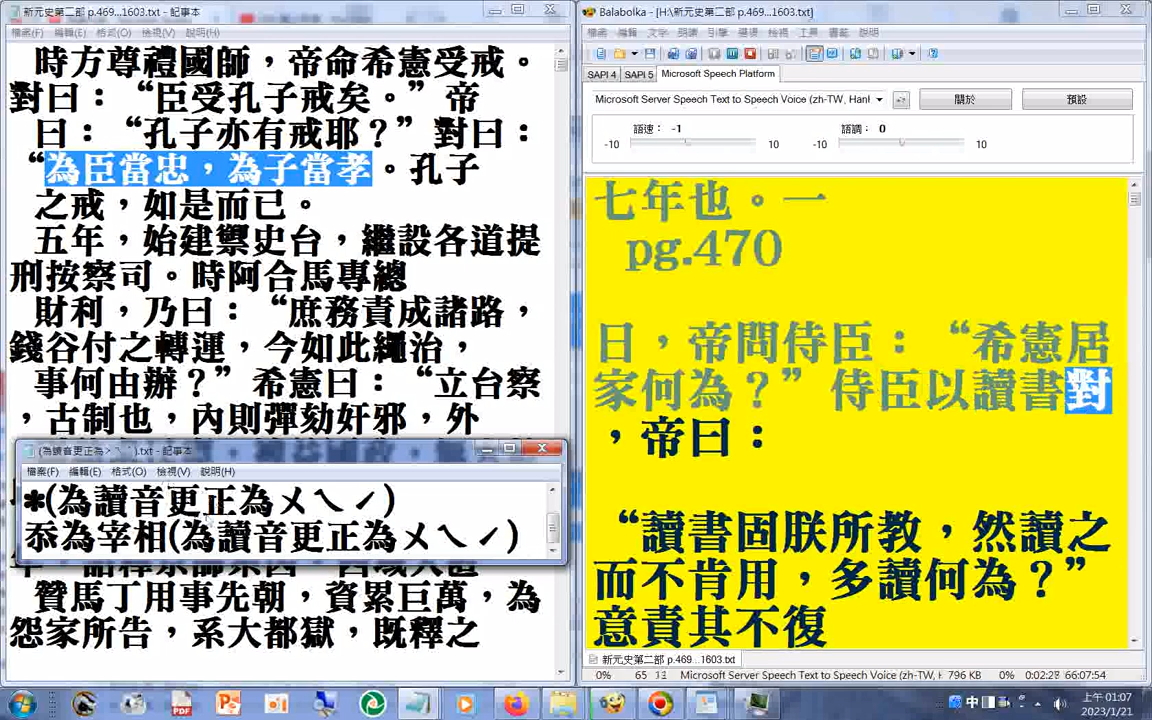 新元史第二部 p.469...1603.txt - 記事本
檔案(F) 編輯(E) 格式(O) 檢視(V) 說明(H)
時方尊禮國師，帝命希憲受戒。
對曰：“臣受孔子戒矣。”帝
曰：“孔子亦有戒耶？”對曰：
“為臣當忠，為子當孝。孔子
之戒，如是而已。
五年，始建禦史台，繼設各道提
刑按察司。時阿合馬專總
財利，乃曰：“庶務責成諸路，
錢谷付之轉運，今如此繩治，
事何由辦？”希憲曰：“立台察
，古制也，內則彈劾奸邪，外
(為讀音更正為ㄨㄟˊ).txt - 記事本
檔案(F) 編輯(E) 格式(O) 檢視(V) 說明(H)
*(為讀音更正為ㄨㄟˊ)
忝為宰相(為讀音更正為ㄨㄟˊ)
贊馬丁用事先朝，資累巨萬，為
怨家所告，系大都獄，既釋之
Balabolka - [H:\新元史第二部 p.469...1603.txt]
檔案 編輯 文字 朗讀 引擎 選項 檢視 工具 書籤 說明
SAPI 4 SAPI 5 Microsoft Speech Platform
Microsoft Server Speech Text to Speech Voice (zh-TW, Hanl 關於 預設
語速： -1 語調： 0
-10 10 -10 10
七年也。一
pg.470
日，帝問侍臣：“希憲居
家何為？”侍臣以讀書對
，帝曰：
“讀書固朕所教，然讀之
而不肯用，多讀何為？”
意責其不復
新元史第二部 p.469...1603.txt
0% 65 : 11 Microsoft Server Speech Text to Speech Voice (zh-TW, 796 KB 0% 0:02:28 66:07:54
中
上午 01:07
2023/1/21